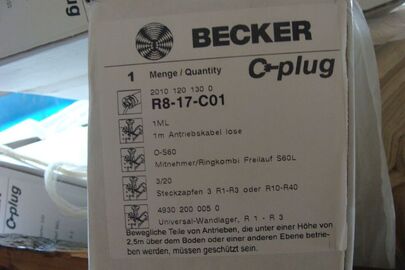 BECKER
1 Menge / Quantity
C-plug
2010 120 130 0
R8-17-C01
1ML
1m Antriebskabel lose
O-S60
Mitnehmer/Ringkombi Freilauf S60L
3/20
Steckzapfen 3 R1-R3 oder R10-R40
4930 200 005 0
Universal-Wandlager, R 1 - R 3
Bewegliche Teile von Antrieben, die unter einer Höhe von
2.5m über dem Boden oder einer anderen Ebene betrie-
ben werden, müssen geschützt sein.
C-plug
plug